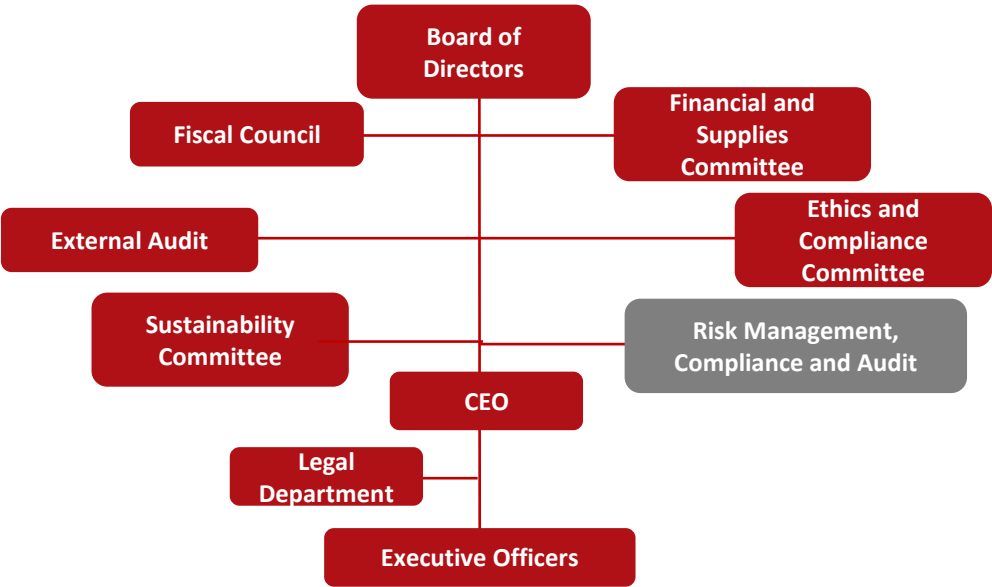 Board of
Directors
Fiscal Council
Financial and
Supplies
Committee
External Audit
Ethics and
Compliance
Committee
Sustainability
Committee
Risk Management,
Compliance and Audit
CEO
Legal
Department
Executive Officers